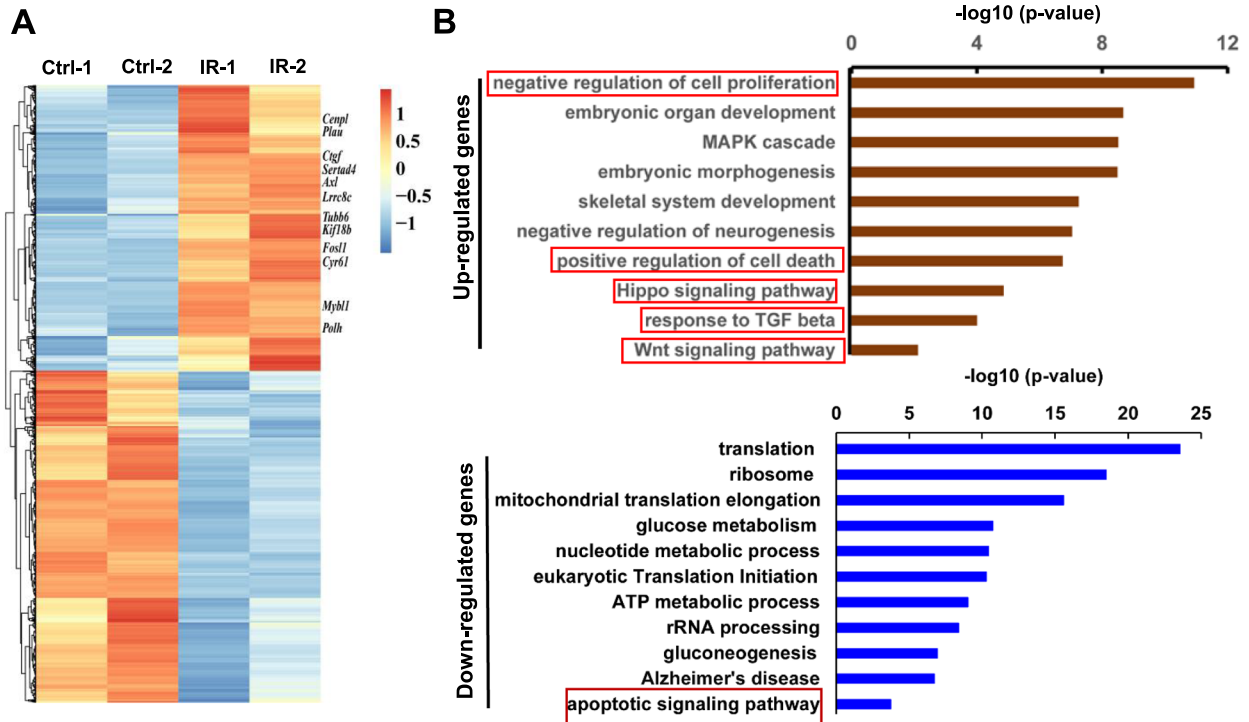 A
Ctrl-1 Ctrl-2 IR-1 IR-2
1
0.5
0
−0.5
−1
Cenpl
Plau
Ctgf
Sertad4
Axl
Lrrc8c
Tubb6
Kif18b
Fosl1
Cyr61
Mybl1
Polh
B
-log10 (p-value)
0 4 8 12
Up-regulated genes
negative regulation of cell proliferation
embryonic organ development
MAPK cascade
embryonic morphogenesis
skeletal system development
negative regulation of neurogenesis
positive regulation of cell death
Hippo signaling pathway
response to TGF beta
Wnt signaling pathway
-log10 (p-value)
0 5 10 15 20 25
Down-regulated genes
translation
ribosome
mitochondrial translation elongation
glucose metabolism
nucleotide metabolic process
eukaryotic Translation Initiation
ATP metabolic process
rRNA processing
gluconeogenesis
Alzheimer's disease
apoptotic signaling pathway